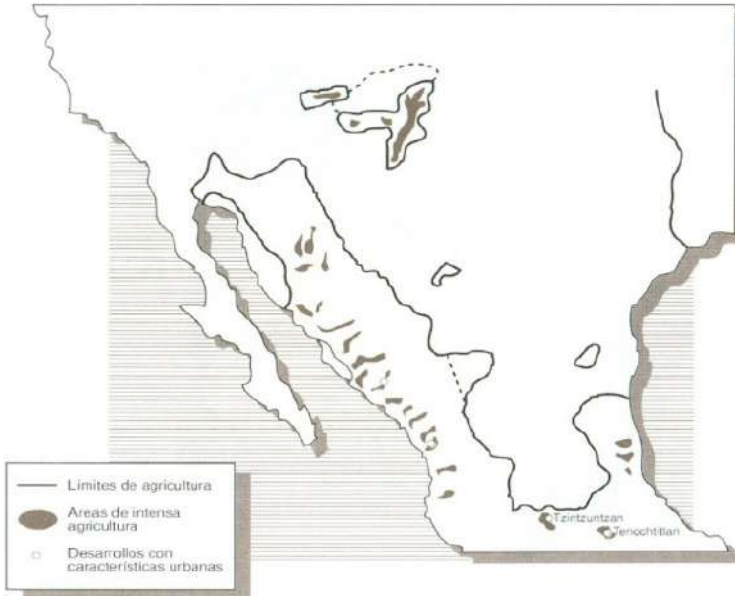 Tzintzuntzan
Tenochtitlan
Límites de agricultura
Areas de intensa
agricultura
Desarrollos con
características urbanas